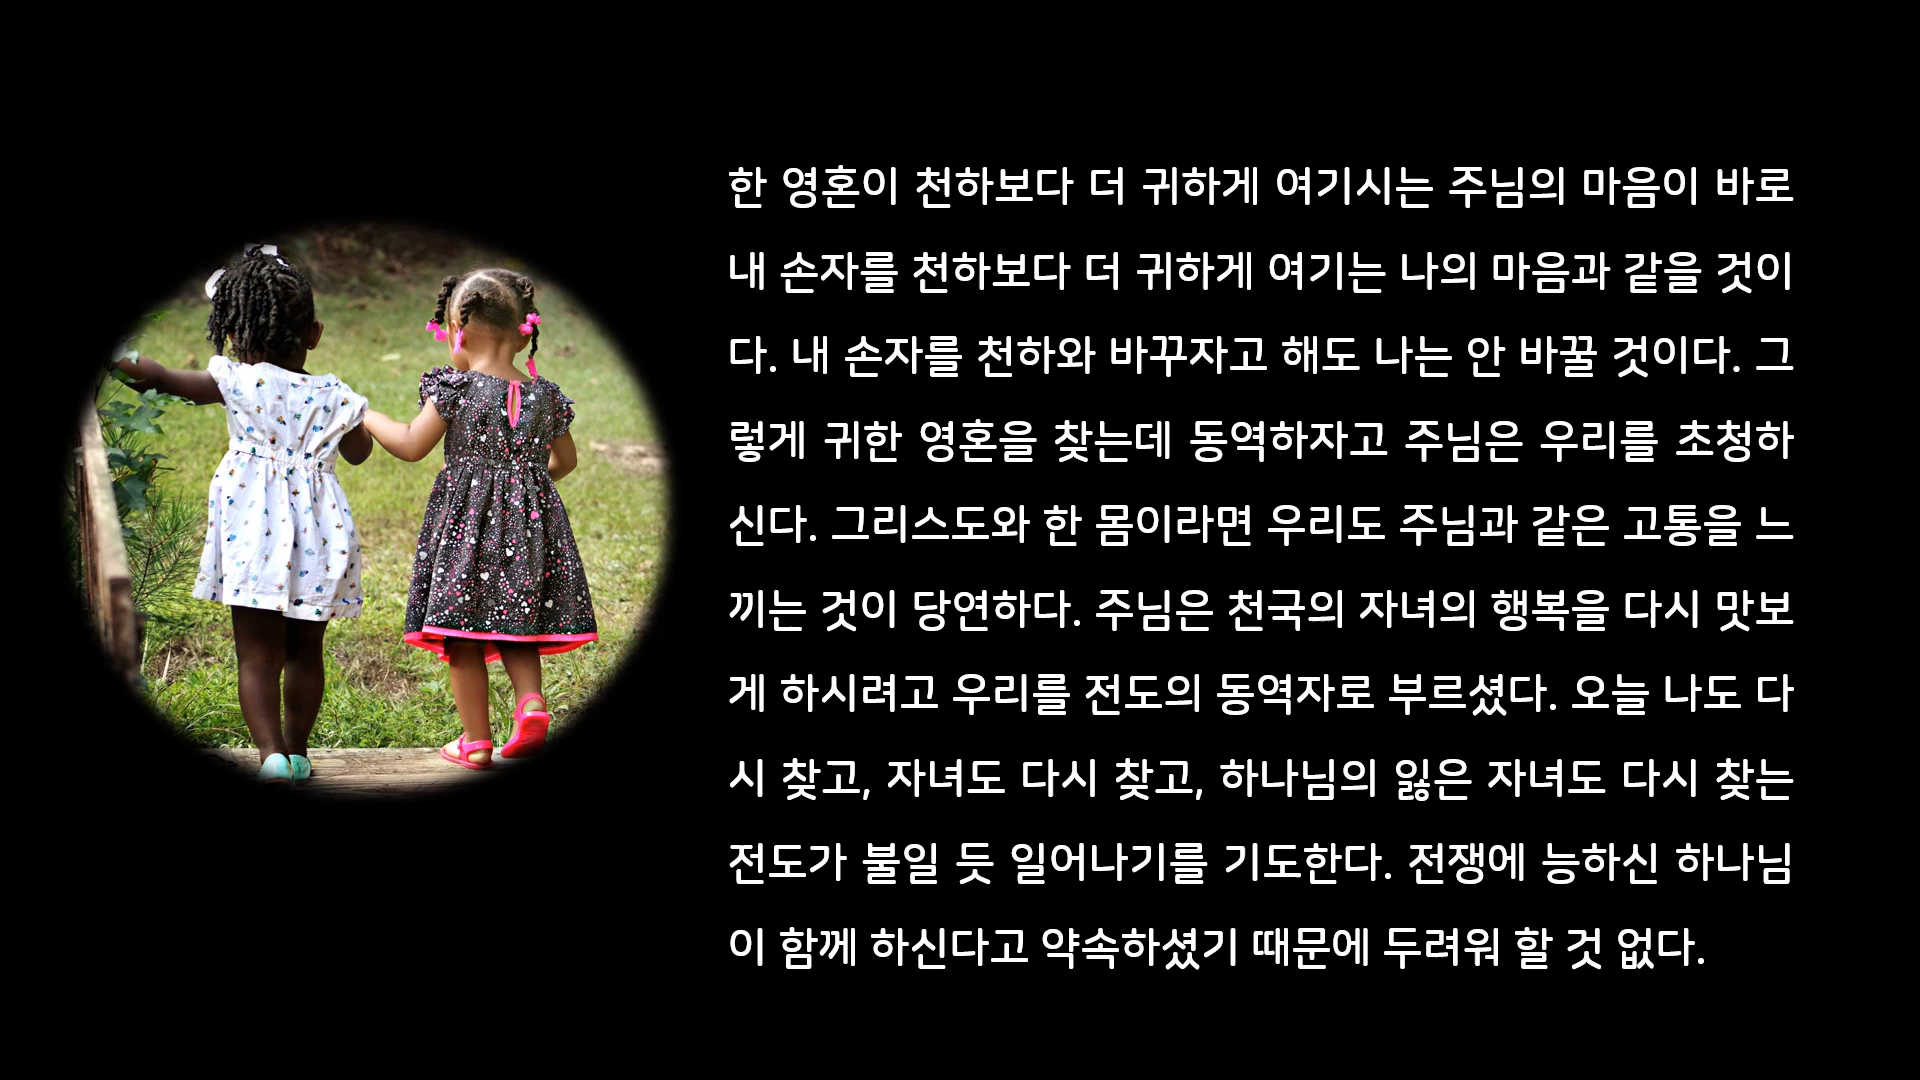 한 영혼이 천하보다 더 귀하게 여기시는 주님의 마음이 바로
내 손자를 천하보다 더 귀하게 여기는 나의 마음과 같을 것이
다. 내 손자를 천하와 바꾸자고 해도 나는 안 바꿀 것이다. 그
렇게 귀한 영혼을 찾는데 동역하자고 주님은 우리를 초청하
신다. 그리스도와 한 몸이라면 우리도 주님과 같은 고통을 느
끼는 것이 당연하다. 주님은 천국의 자녀의 행복을 다시 맛보
게 하시려고 우리를 전도의 동역자로 부르셨다. 오늘 나도 다
시 찾고, 자녀도 다시 찾고, 하나님의 잃은 자녀도 다시 찾는
전도가 불일 듯 일어나기를 기도한다. 전쟁에 능하신 하나님
이 함께 하신다고 약속하셨기 때문에 두려워 할 것 없다.